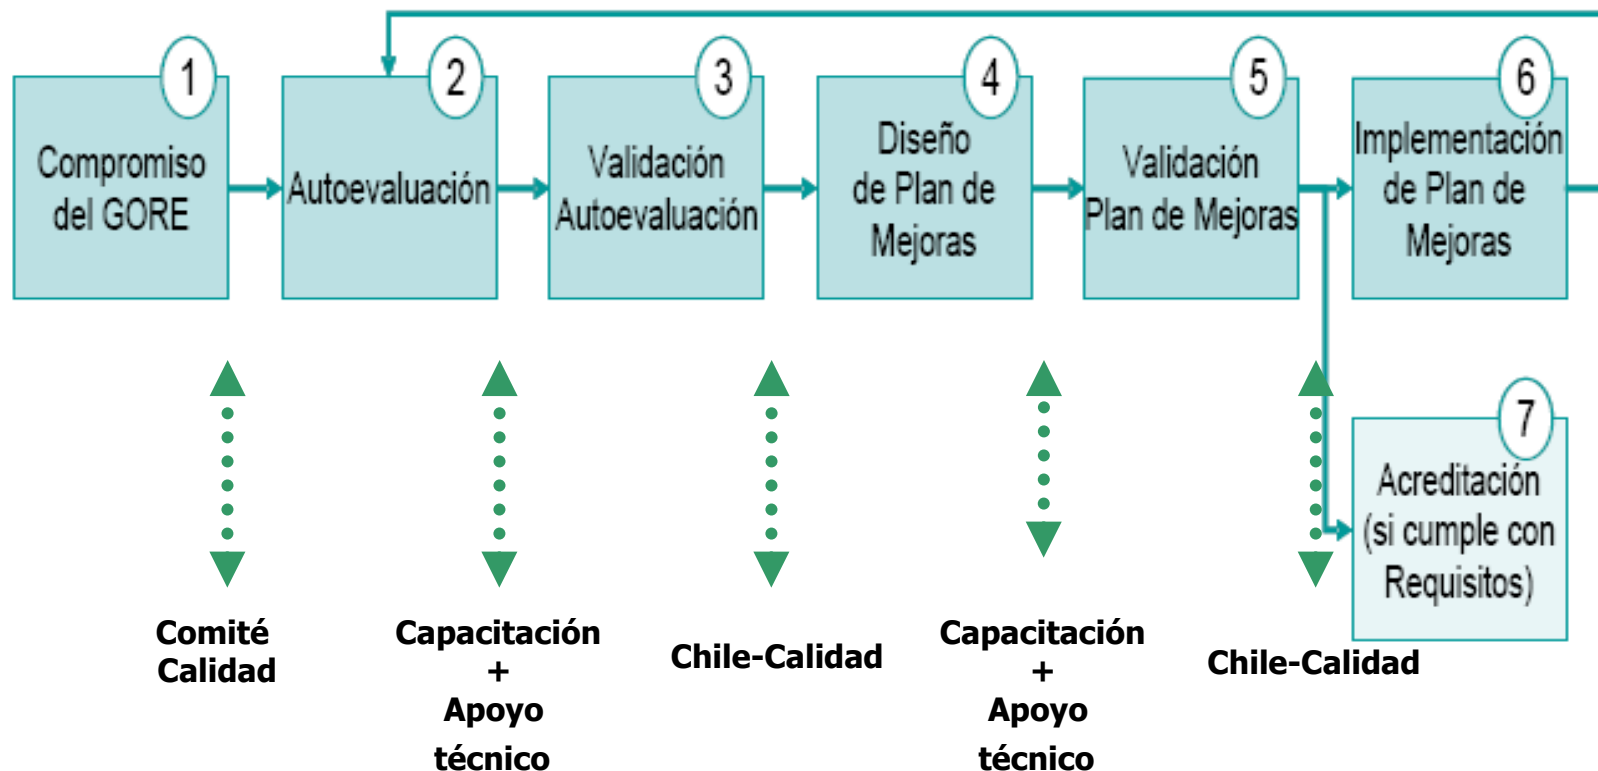 1
Compromiso
del GORE
2
Autoevaluación
3
Validación
Autoevaluación
4
Diseño
de Plan de
Mejoras
5
Validación
Plan de Mejoras
6
Implementación
de Plan de
Mejoras
7
Acreditación
(si cumple con
Requisitos)
Comité
Calidad
Capacitación
+
Apoyo
técnico
Chile-Calidad
Capacitación
+
Apoyo
técnico
Chile-Calidad